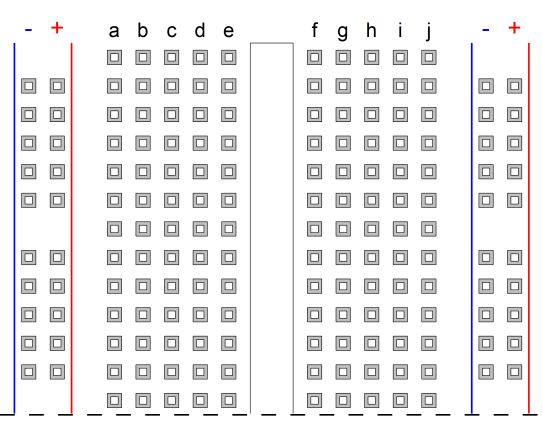 - + a b c d e f g h i j - +